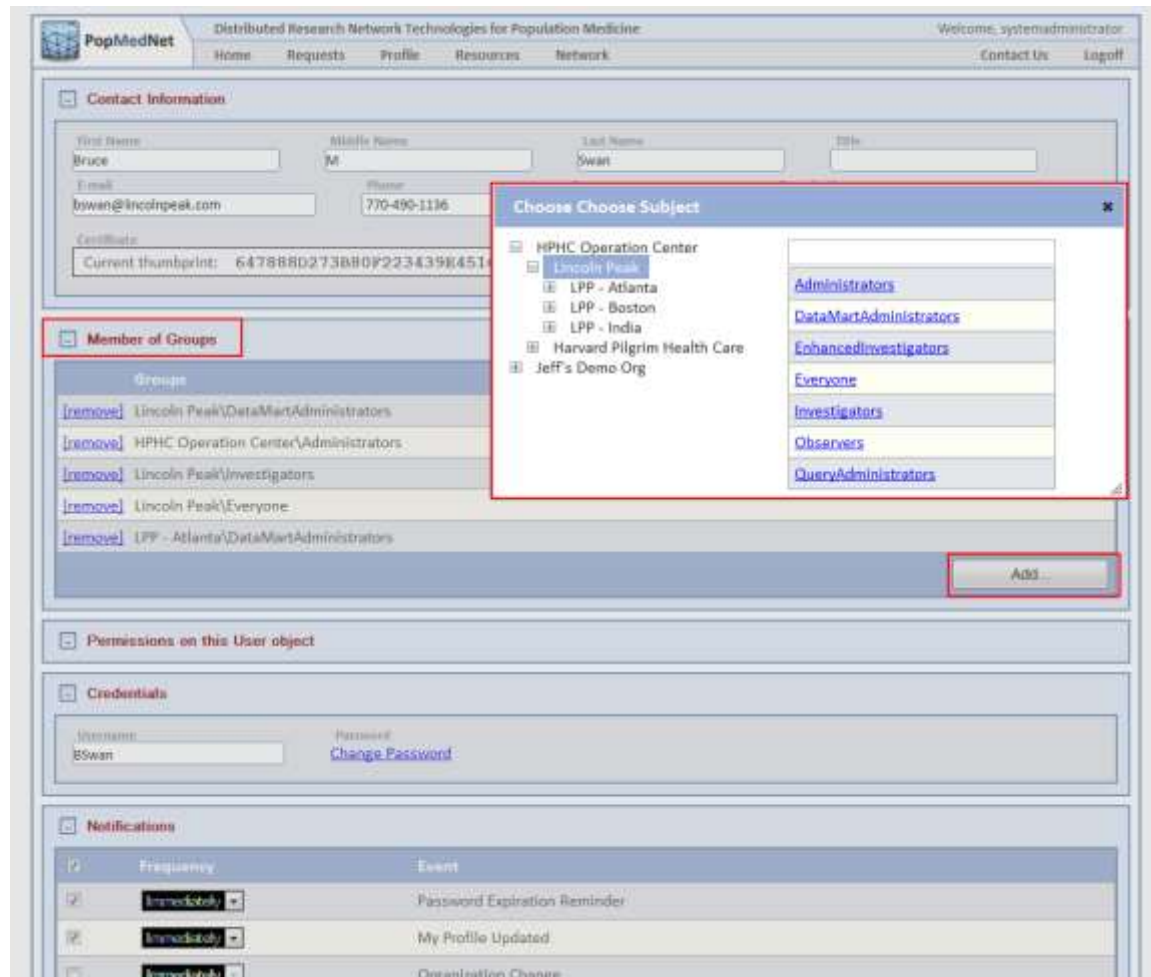 PopMedNet
Distributed Research Network Technologies for Population Medicine
Welcome, systemadministrator
Home Requests Profile Resources Network Contact Us Logoff
Contact Information
First Name Middle Name Last Name Title
Bruce M Swan
E-mail Phone
bswan@lincolnpeak.com 770-490-1136
Certificate
Current thumbprint:
Choose Choose Subject
HPHC Operation Center
Lincoln Peak
LPP - Atlanta
LPP - Boston
LPP - India
Harvard Pilgrim Health Care
Jeff's Demo Org
Administrators
DataMartAdministrators
EnhancedInvestigators
Everyone
Investigators
Observers
QueryAdministrators
Member of Groups
Groups
[remove] Lincoln Peak\DataMartAdministrators
[remove] HPHC Operation Center\Administrators
[remove] Lincoln Peak\Investigators
[remove] Lincoln Peak\Everyone
[remove] LPP - Atlanta\DataMartAdministrators
Add...
Permissions on this User object
Credentials
Username Password
BSwan Change Password
Notifications
Frequency Event
Immediately Password Expiration Reminder
Immediately My Profile Updated
Immediately Organization Change